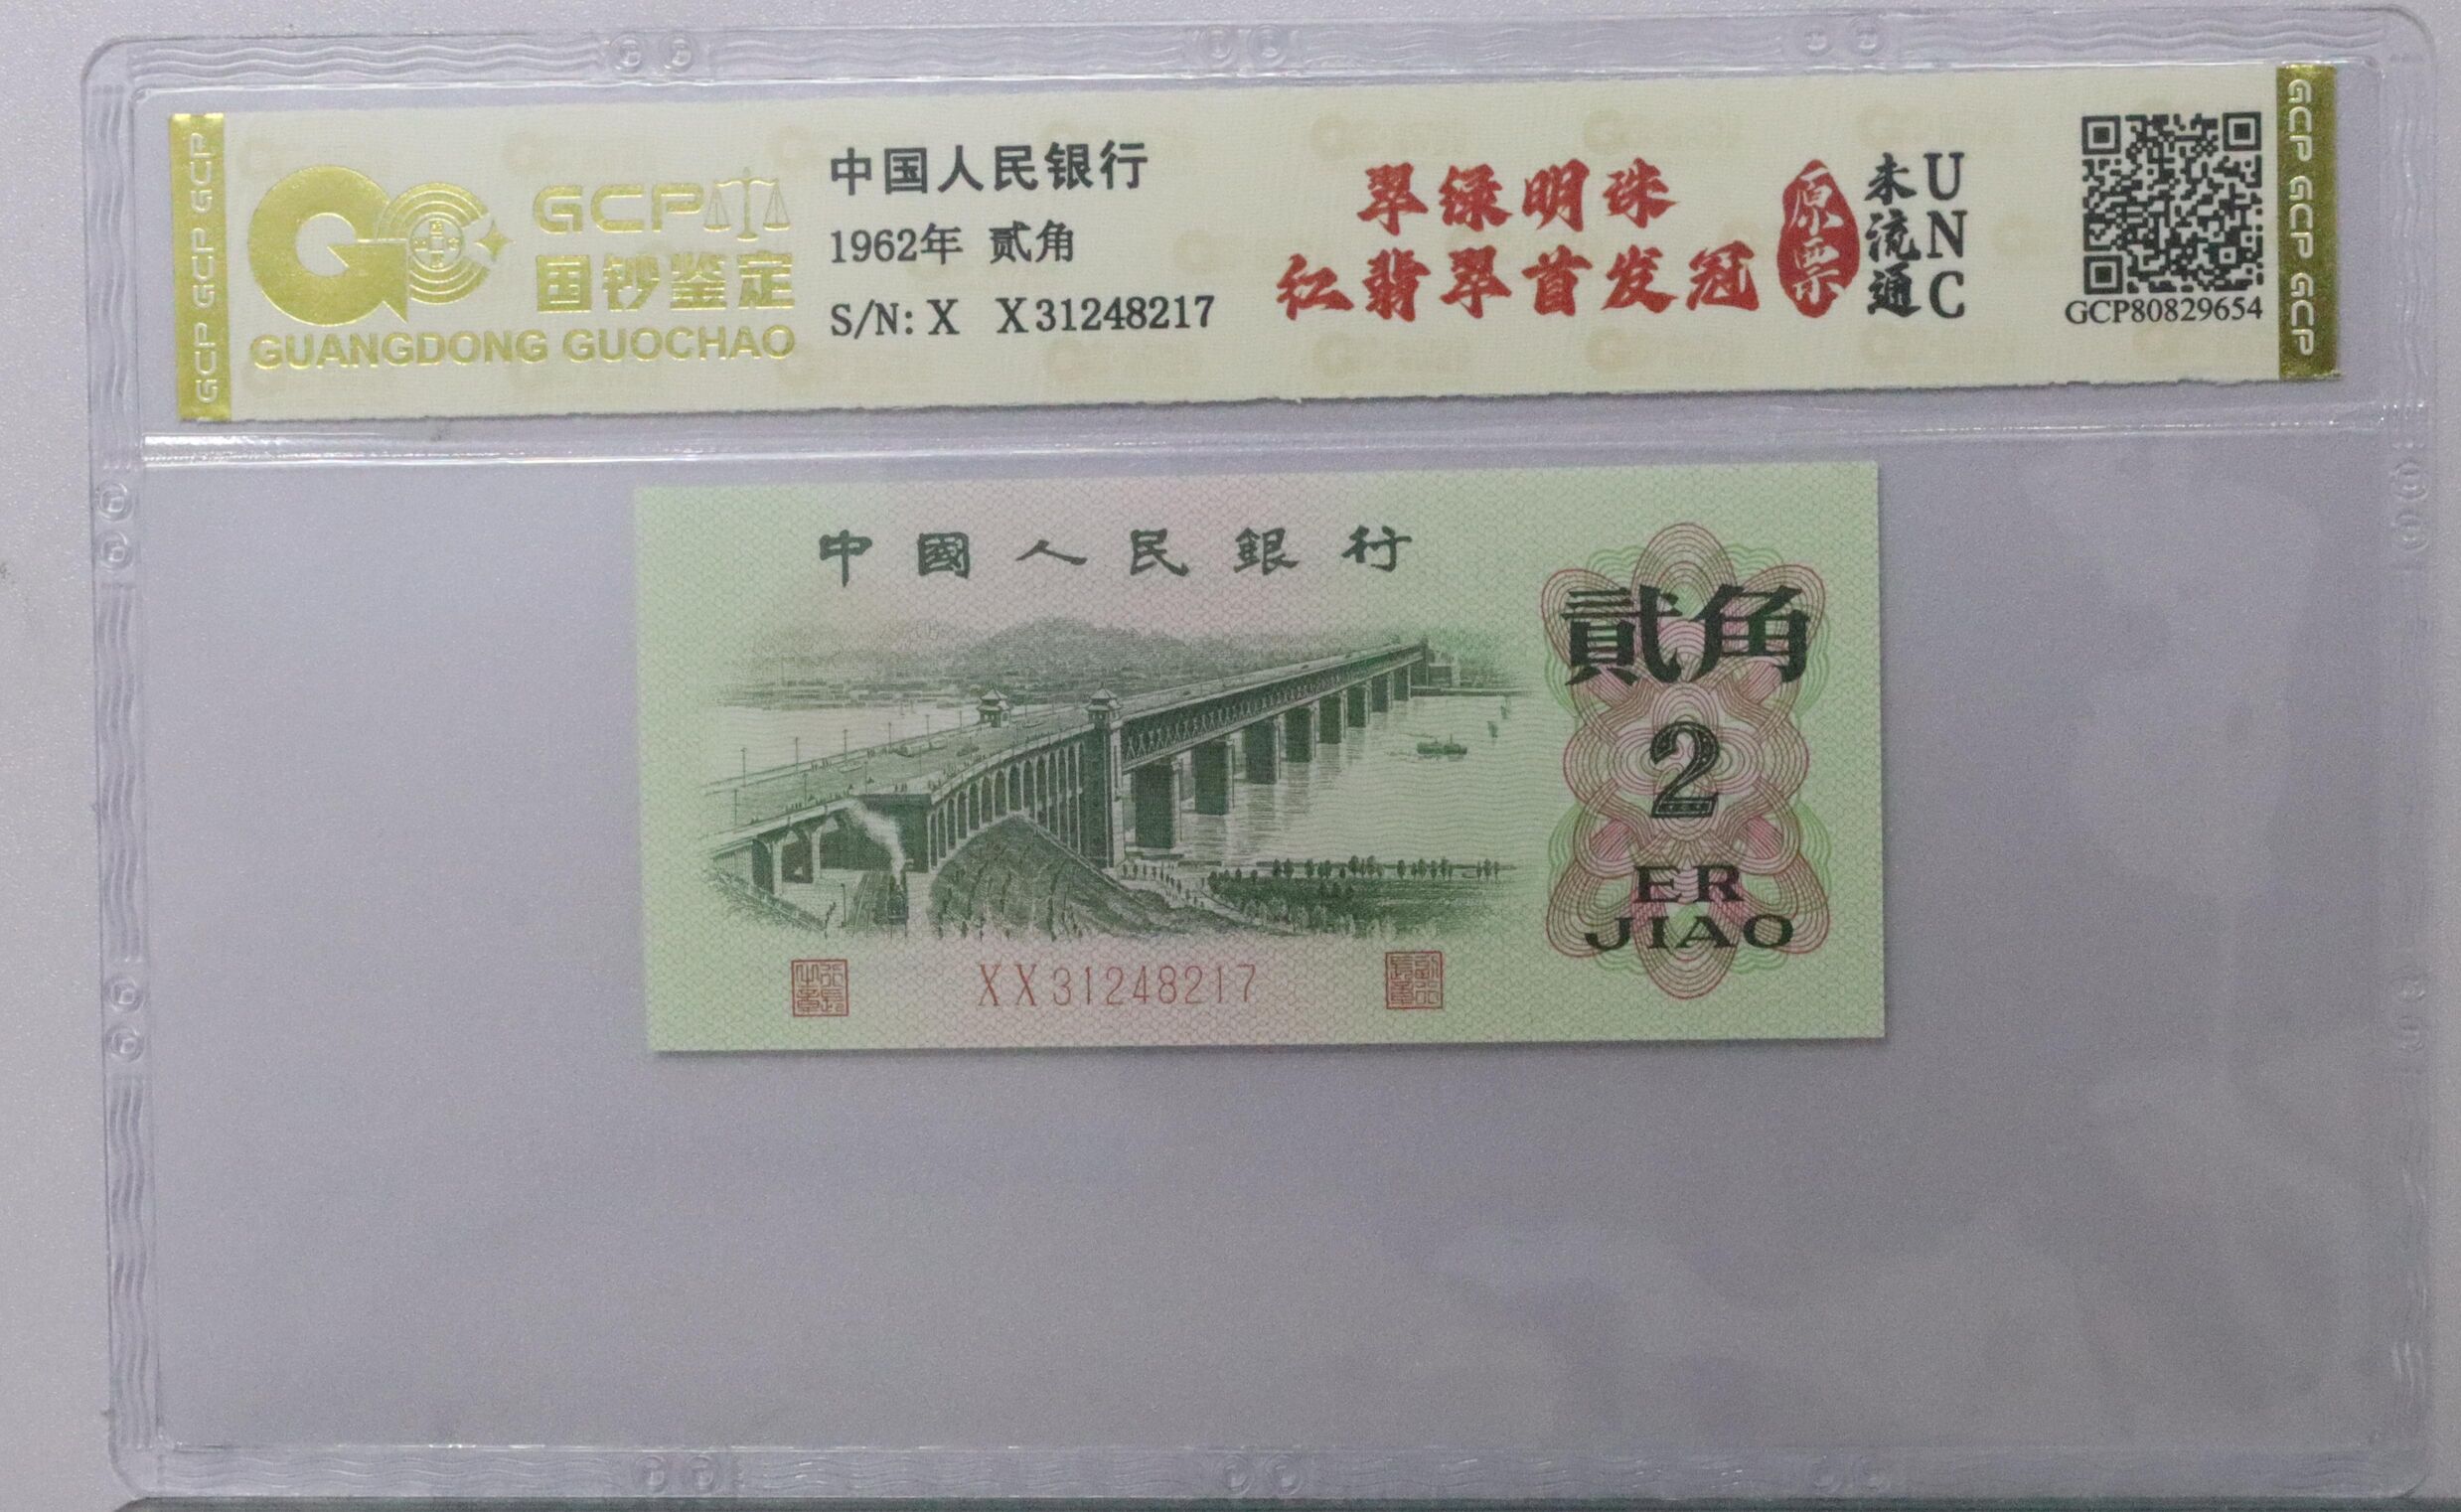 GCP GCP GCP
GCP
国钞鉴定
GUANGDONG GUOCHAO
中国人民银行
1962年 贰角
S/N: X X31248217
翠绿明珠
红翡翠首发冠
原票
未流通
UNC
GCP80829654
GCP GCP GCP
中國人民銀行
貳角
2
ER
JIAO
XX31248217